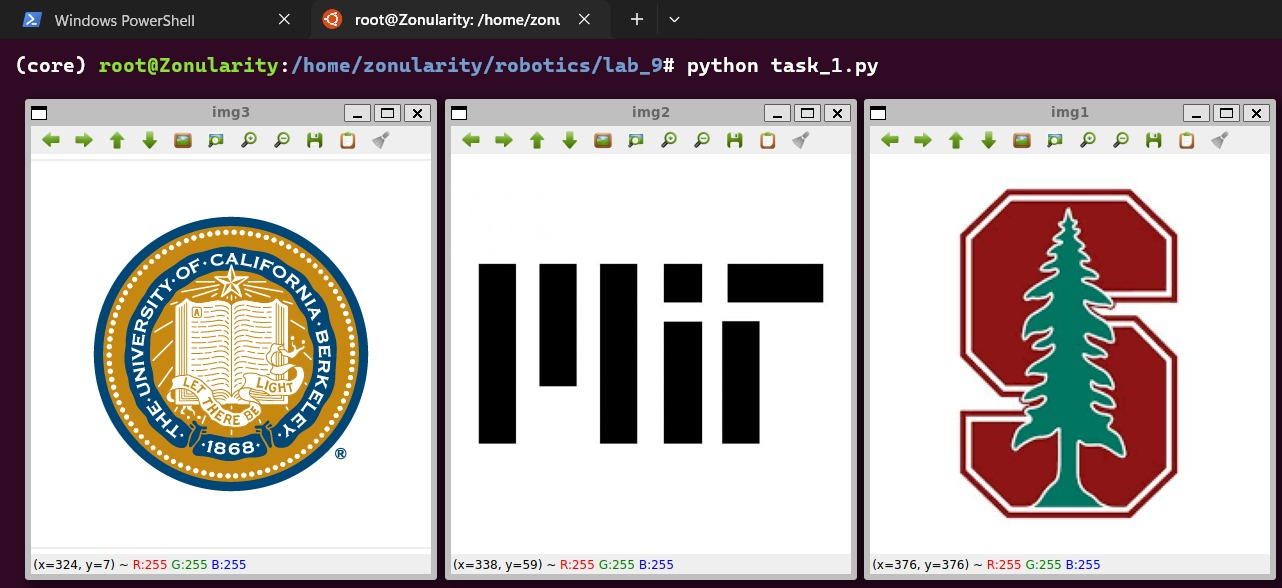 Windows PowerShell
root@Zonularity: /home/zonu
(core) root@Zonularity:/home/zonularity/robotics/lab_9# python task_1.py
img3
THE·UNIVERSITY·OF·CALIFORNIA·BERKELEY
A
LET THERE BE LIGHT
·1868·
®
(x=324, y=7) ~ R:255 G:255 B:255
img2
MiT
(x=338, y=59) ~ R:255 G:255 B:255
img1
S
(x=376, y=376) ~ R:255 G:255 B:255